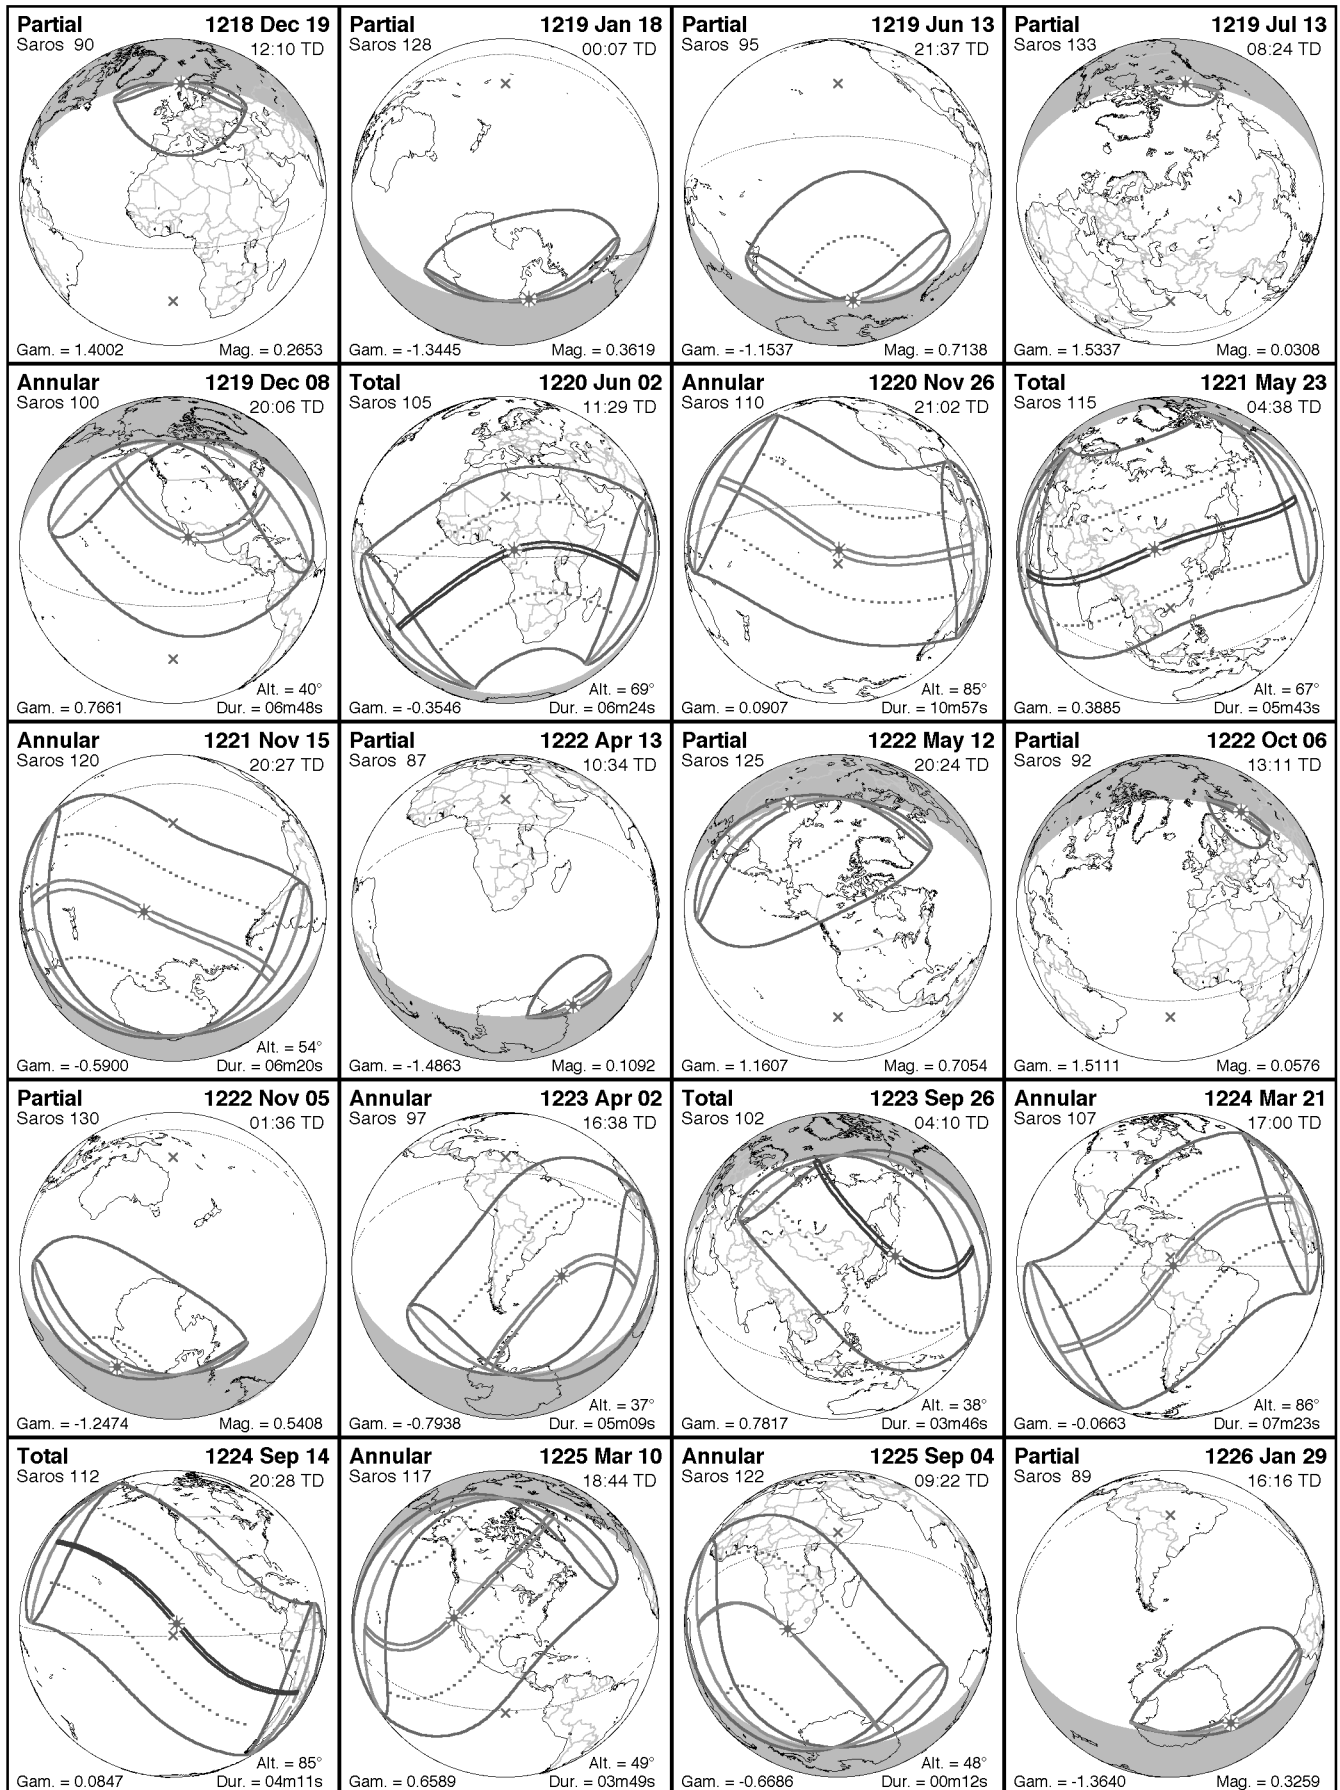 Partial 1218 Dec 19
Saros 90 12:10 TD
Gam. = 1.4002 Mag. = 0.2653
Partial 1219 Jan 18
Saros 128 00:07 TD
Gam. = -1.3445 Mag. = 0.3619
Partial 1219 Jun 13
Saros 95 21:37 TD
Gam. = -1.1537 Mag. = 0.7138
Partial 1219 Jul 13
Saros 133 08:24 TD
Gam. = 1.5337 Mag. = 0.0308
Annular 1219 Dec 08
Saros 100 20:06 TD
Alt. = 40°
Gam. = 0.7661 Dur. = 06m48s
Total 1220 Jun 02
Saros 105 11:29 TD
Alt. = 69°
Gam. = -0.3546 Dur. = 06m24s
Annular 1220 Nov 26
Saros 110 21:02 TD
Alt. = 85°
Gam. = 0.0907 Dur. = 10m57s
Total 1221 May 23
Saros 115 04:38 TD
Alt. = 67°
Gam. = 0.3885 Dur. = 05m43s
Annular 1221 Nov 15
Saros 120 20:27 TD
Alt. = 54°
Gam. = -0.5900 Dur. = 06m20s
Partial 1222 Apr 13
Saros 87 10:34 TD
Gam. = -1.4863 Mag. = 0.1092
Partial 1222 May 12
Saros 125 20:24 TD
Gam. = 1.1607 Mag. = 0.7054
Partial 1222 Oct 06
Saros 92 13:11 TD
Gam. = 1.5111 Mag. = 0.0576
Partial 1222 Nov 05
Saros 130 01:36 TD
Gam. = -1.2474 Mag. = 0.5408
Annular 1223 Apr 02
Saros 97 16:38 TD
Alt. = 37°
Gam. = -0.7938 Dur. = 05m09s
Total 1223 Sep 26
Saros 102 04:10 TD
Alt. = 38°
Gam. = 0.7817 Dur. = 03m46s
Annular 1224 Mar 21
Saros 107 17:00 TD
Alt. = 86°
Gam. = -0.0663 Dur. = 07m23s
Total 1224 Sep 14
Saros 112 20:28 TD
Alt. = 85°
Gam. = 0.0847 Dur. = 04m11s
Annular 1225 Mar 10
Saros 117 18:44 TD
Alt. = 49°
Gam. = 0.6589 Dur. = 03m49s
Annular 1225 Sep 04
Saros 122 09:22 TD
Alt. = 48°
Gam. = -0.6686 Dur. = 00m12s
Partial 1226 Jan 29
Saros 89 16:16 TD
Gam. = -1.3640 Mag. = 0.3259